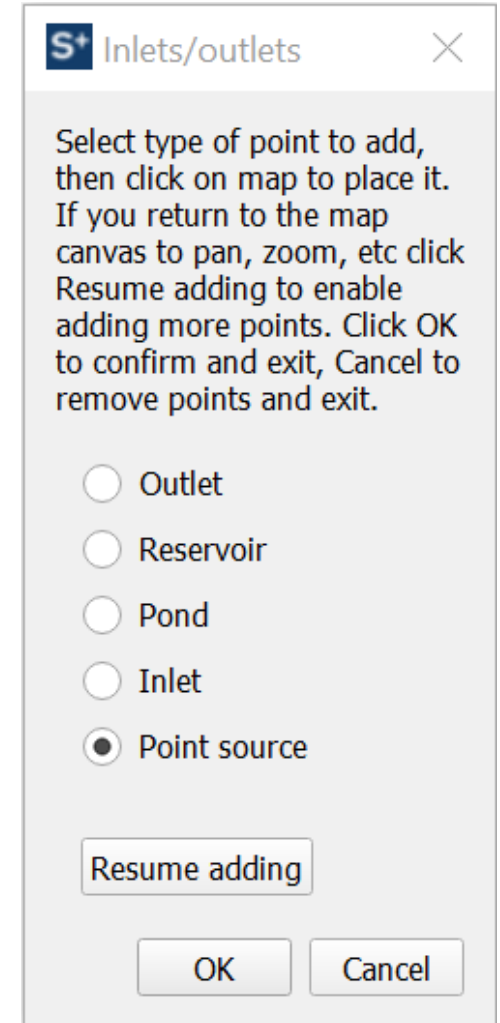 S+ Inlets/outlets
Select type of point to add,
then click on map to place it.
If you return to the map
canvas to pan, zoom, etc click
Resume adding to enable
adding more points. Click OK
to confirm and exit, Cancel to
remove points and exit.
Outlet
Reservoir
Pond
Inlet
Point source
Resume adding
OK Cancel